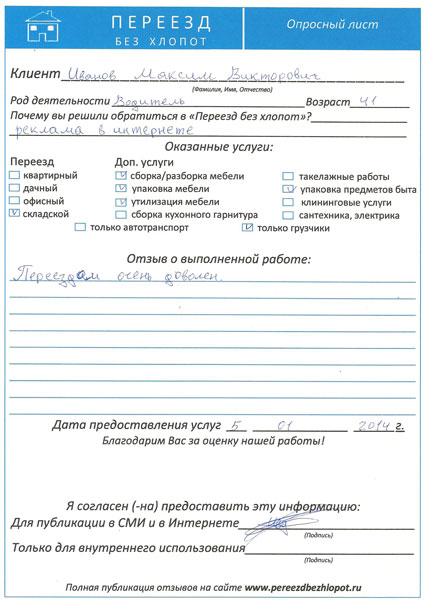 ПЕРЕЕЗД
БЕЗ ХЛОПОТ
Опросный лист
Клиент Иванов Максим Викторович
(Фамилия, Имя, Отчество)
Род деятельности Водитель Возраст 41
Почему вы решили обратиться в «Переезд без хлопот»?
реклама в интернете
Оказанные услуги:
Переезд Доп. услуги
квартирный сборка/разборка мебели такелажные работы
дачный упаковка мебели упаковка предметов быта
офисный утилизация мебели клининговые услуги
складской сборка кухонного гарнитура сантехника, электрика
только автотранспорт только грузчики
Отзыв о выполненной работе:
Переездом очень доволен.
Дата предоставления услуг 5 01 2014 г.
Благодарим Вас за оценку нашей работы!
Я согласен (-на) предоставить эту информацию:
Для публикации в СМИ и в Интернете
(Подпись)
Только для внутреннего использования
(Подпись)
Полная публикация отзывов на сайте www.pereezdbezhlopot.ru